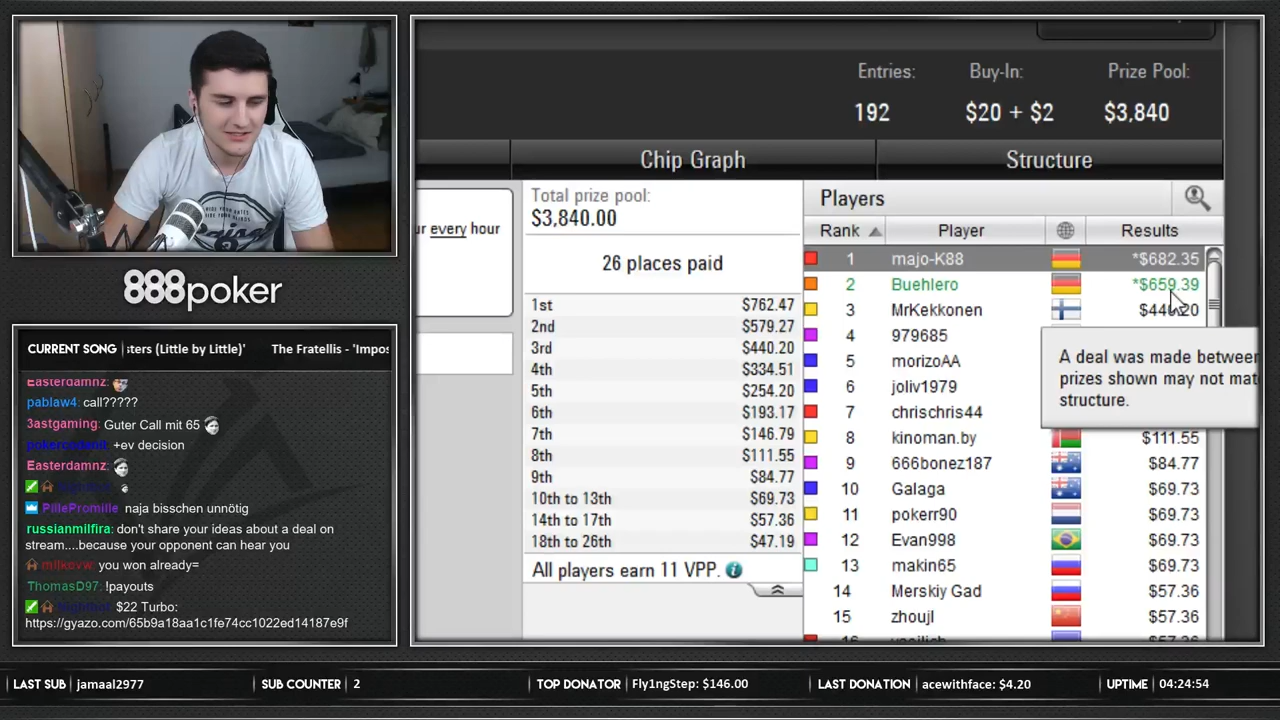 Entries: Buy-In: Prize Pool:
192 $20 + $2 $3,840
Chip Graph Structure
ur every hour
Total prize pool:
$3,840.00
26 places paid
1st $762.47
2nd $579.27
3rd $440.20
4th $334.51
5th $254.20
6th $193.17
7th $146.79
8th $111.55
9th $84.77
10th to 13th $69.73
14th to 17th $57.36
18th to 26th $47.19
All players earn 11 VPP.
Players
Rank Player Results
1 majo-K88 *$682.35
2 Buehlero *$659.39
3 MrKekkonen $440.20
4 979685
5 morizoAA
6 joliv1979
7 chrischris44
8 kinoman.by $111.55
9 666bonez187 $84.77
10 Galaga $69.73
11 pokerr90 $69.73
12 Evan998 $69.73
13 makin65 $69.73
14 Merskiy Gad $57.36
15 zhoujl $57.36
A deal was made between
prizes shown may not mat
structure.
888poker
CURRENT SONG sters (Little by Little)' The Fratellis - 'Impos
Easterdamnz:
pablaw4: call?????
3astgaming: Guter Call mit 65
+ev decision
Easterdamnz:
PillePromille naja bisschen unnötig
russianmilfira: don't share your ideas about a deal on
stream....because your opponent can hear you
you won already=
ThomasD97: !payouts
$22 Turbo:
https://gyazo.com/65b9a18aa1c1fe74cc1022ed14187e9f
LAST SUB jamaal2977 SUB COUNTER 2 TOP DONATOR Fly1ngStep: $146.00 LAST DONATION acewithface: $4.20 UPTIME 04:24:54